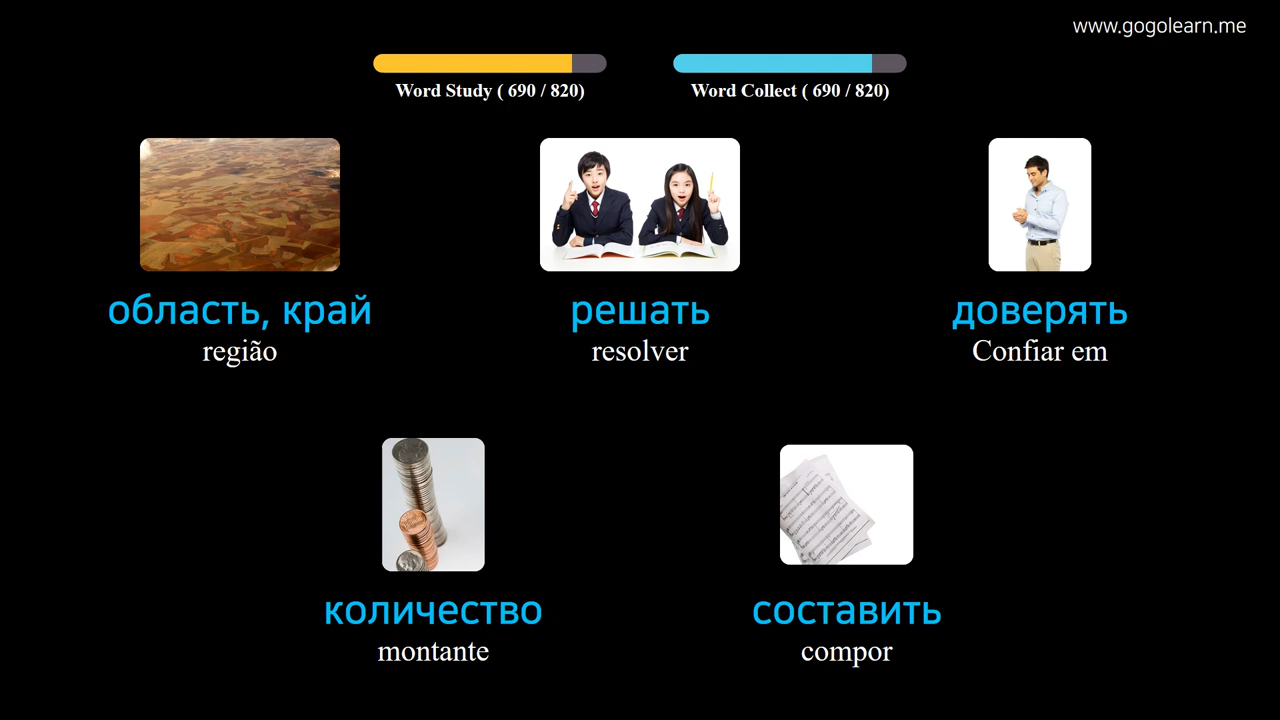 www.gogolearn.me
Word Study ( 690 / 820)
Word Collect ( 690 / 820)
область, край
região
решать
resolver
доверять
Confiar em
количество
montante
составить
compor